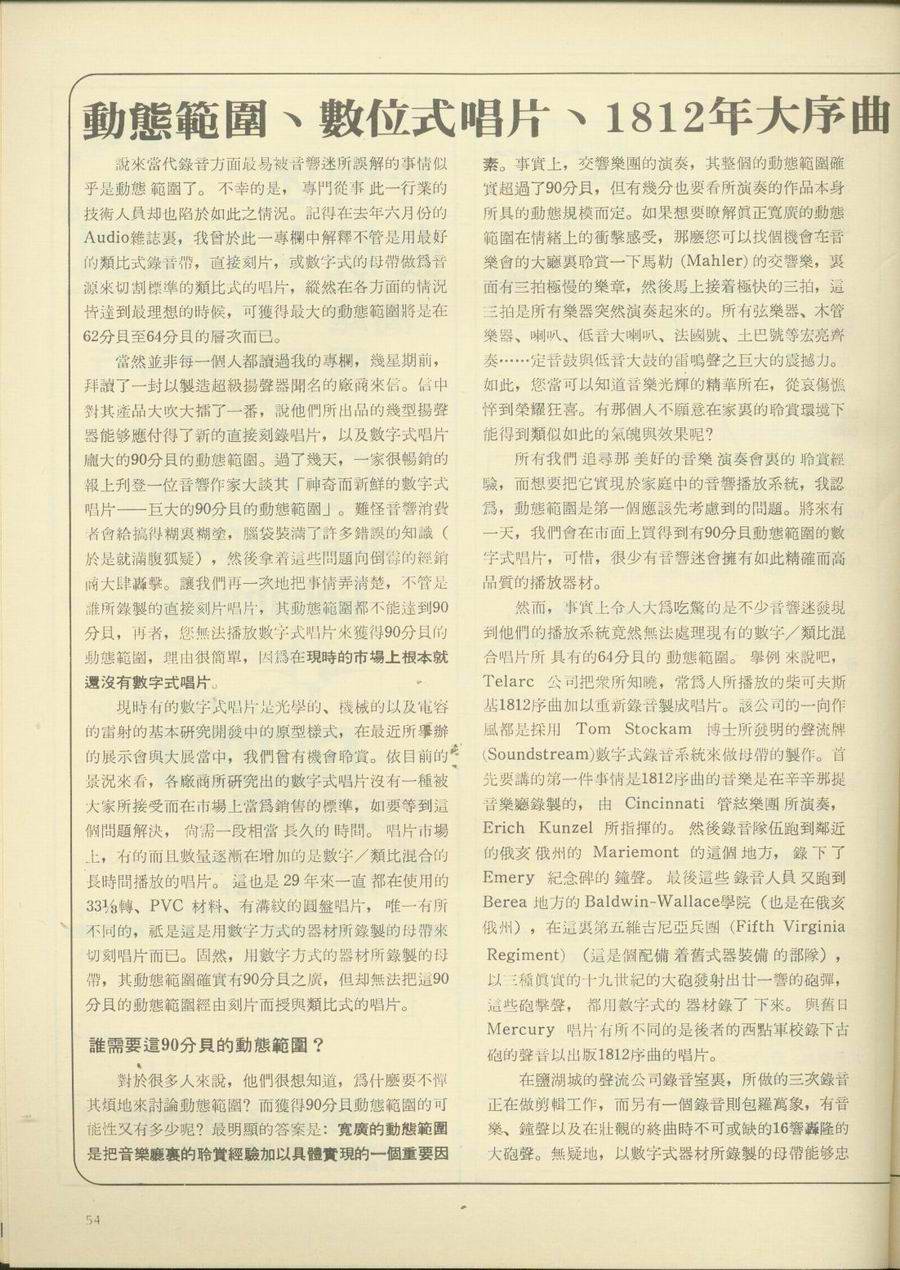 動態範圍、數位式唱片、1812年大序曲
說來當代錄音方面最易被音響迷所誤解的事情似
乎是動態範圍了。不幸的是，專門從事此一行業的
技術人員却也陷於如此之情況。記得在去年六月份的
Audio雜誌裏，我曾於此一專欄中解釋不管是用最好
的類比式錄音帶，直接刻片，或數字式的母帶做爲音
源來切割標準的類比式的唱片，縱然在各方面的情況
皆達到最理想的時候，可獲得最大的動態範圍將是在
62分貝至64分貝的層次而已。
當然並非每一個人都讀過我的專欄，幾星期前，
拜讀了一封以製造超級揚聲器聞名的廠商來信。信中
對其產品大吹大擂了一番，說他們所出品的幾型揚聲
器能够應付得了新的直接刻錄唱片，以及數字式唱片
龐大的90分貝的動態範圍。過了幾天，一家很暢銷的
報上刋登一位音響作家大談其「神奇而新鮮的數字式
唱片——巨大的90分貝的動態範圍」。難怪音響消費
者會給搞得糊裏糊塗，腦袋裝滿了許多錯誤的知識（
於是就滿腹狐疑），然後拿着這些問題向倒霉的經銷
商大肆轟擊。讓我們再一次地把事情弄清楚，不管是
誰所錄製的直接刻片唱片，其動態範圍都不能達到90
分貝，再者，您無法播放數字式唱片來獲得90分貝的
動態範圍，理由很簡單，因爲在現時的市場上根本就
還沒有數字式唱片。
現時有的數字式唱片是光學的、機械的以及電容
的雷射的基本研究開發中的原型樣式，在最近所舉辦
的展示會與大展當中，我們曾有機會聆賞。依目前的
景況來看，各廠商所研究出的數字式唱片沒有一種被
大家所接受而在市場上當爲銷售的標準，如要等到這
個問題解決，尚需一段相當長久的時間。唱片市場
上，有的而且數量逐漸在增加的是數字／類比混合的
長時間播放的唱片。這也是29年來一直都在使用的
33⅓轉、PVC材料、有溝紋的圓盤唱片，唯一有所
不同的，祇是這是用數字方式的器材所錄製的母帶來
切刻唱片而已。固然，用數字方式的器材所錄製的母
帶，其動態範圍確實有90分貝之廣，但却無法把這90
分貝的動態範圍經由刻片而授與類比式的唱片。
誰需要這90分貝的動態範圍？
對於很多人來說，他們很想知道，爲什麼要不憚
其煩地來討論動態範圍？而獲得90分貝動態範圍的可
能性又有多少呢？最明顯的答案是：寬廣的動態範圍
是把音樂廳裏的聆賞經驗加以具體實現的一個重要因
素。事實上，交響樂團的演奏，其整個的動態範圍確
實超過了90分貝，但有幾分也要看所演奏的作品本身
所具的動態規模而定。如果想要瞭解眞正寬廣的動態
範圍在情緒上的衝擊感受，那麼您可以找個機會在音
樂會的大廳裏聆賞一下馬勒（Mahler）的交響樂，裏
面有三拍極慢的樂章，然後馬上接着極快的三拍，這
三拍是所有樂器突然演奏起來的。所有弦樂器、木管
樂器、喇叭、低音大喇叭、法國號、土巴號等宏亮齊
奏……定音鼓與低音大鼓的雷鳴聲之巨大的震撼力。
如此，您當可以知道音樂光輝的精華所在，從哀傷憔
悴到榮耀狂喜。有那個人不願意在家裏的聆賞環境下
能得到類似如此的氣魄與效果呢？
所有我們追尋那美好的音樂演奏會裏的聆賞經
驗，而想要把它實現於家庭中的音響播放系統，我認
爲，動態範圍是第一個應該先考慮到的問題。將來有
一天，我們會在市面上買得到有90分貝動態範圍的數
字式唱片，可惜，很少有音響迷會擁有如此精確而高
品質的播放器材。
然而，事實上令人大爲吃驚的是不少音響迷發現
到他們的播放系統竟然無法處理現有的數字／類比混
合唱片所具有的64分貝的動態範圍。舉例來說吧，
Telarc 公司把衆所知曉，常爲人所播放的柴可夫斯
基1812序曲加以重新錄音製成唱片。該公司的一向作
風都是採用 Tom Stockam 博士所發明的聲流牌
(Soundstream)數字式錄音系統來做母帶的製作。首
先要講的第一件事情是1812序曲的音樂是在辛辛那提
音樂廳錄製的，由 Cincinnati 管絃樂團所演奏，
Erich Kunzel 所指揮的。然後錄音隊伍跑到鄰近
的俄亥俄州的 Mariemont 的這個地方，錄下了
Emery 紀念碑的鐘聲。最後這些錄音人員又跑到
Berea 地方的 Baldwin-Wallace學院（也是在俄亥
俄州），在這裏第五維吉尼亞兵團（Fifth Virginia
Regiment）（這是個配備着舊式器裝備的部隊），
以三種眞實的十九世紀的大砲發射出廿一響的砲彈，
這些砲擊聲，都用數字式的器材錄了下來。與舊日
Mercury 唱片有所不同的是後者的西點軍校錄下古
砲的聲音以出版1812序曲的唱片。
在鹽湖城的聲流公司錄音室裏，所做的三次錄音
正在做剪輯工作，而另有一個錄音則包羅萬象，有音
樂、鐘聲以及在壯觀的終曲時不可或缺的16響轟隆的
大砲聲。無疑地，以數字式器材所錄製的母帶能够忠
54